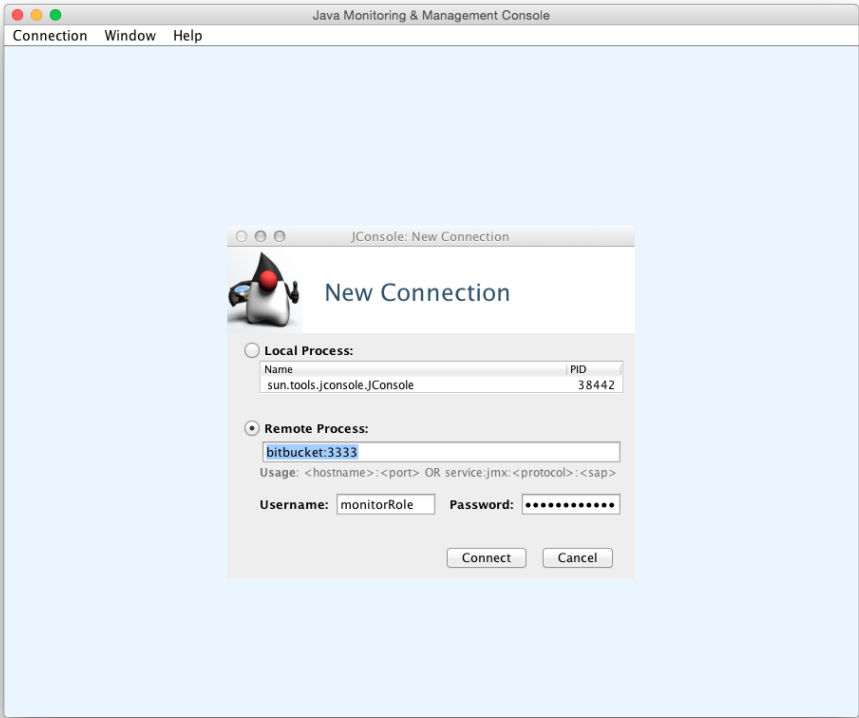 Java Monitoring & Management Console
Connection Window Help
JConsole: New Connection
New Connection
Local Process:
Name PID
sun.tools.jconsole.JConsole 38442
Remote Process:
bitbucket:3333
Usage: <hostname>:<port> OR service:jmx:<protocol>:<sap>
Username: monitorRole Password: ••••••••••••
Connect Cancel